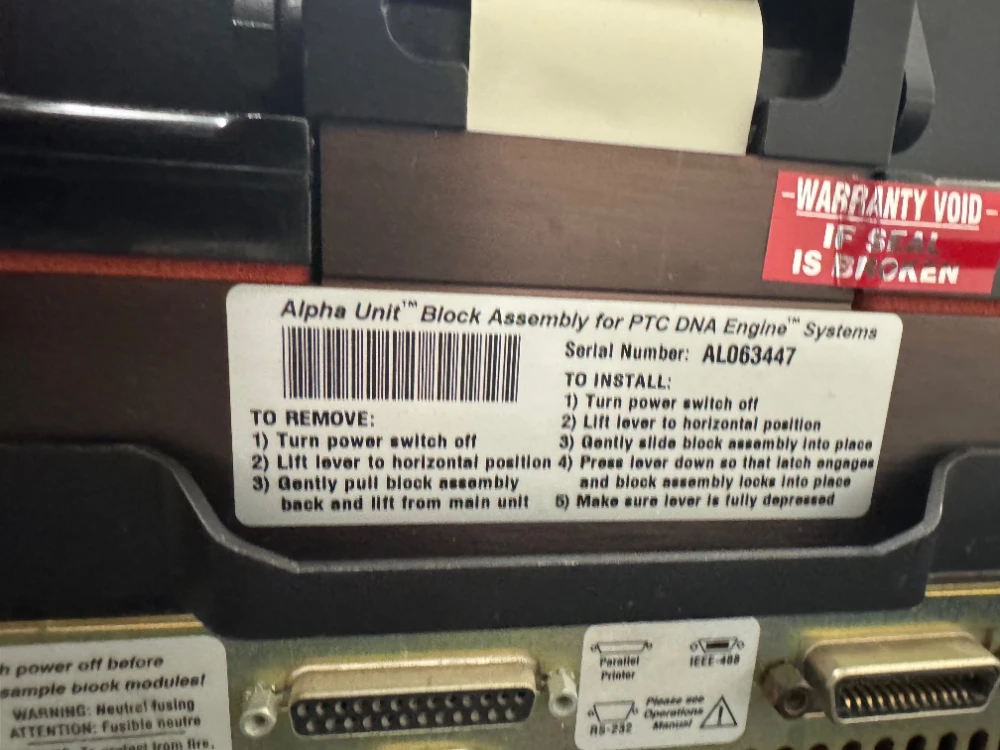 -WARRANTY VOID-
IF SEAL
IS BROKEN
Alpha Unit™ Block Assembly for PTC DNA Engine™ Systems
Serial Number: AL063447
TO REMOVE:
1) Turn power switch off
2) Lift lever to horizontal position
3) Gently pull block assembly
back and lift from main unit
TO INSTALL:
1) Turn power switch off
2) Lift lever to horizontal position
3) Gently slide block assembly into place
4) Press lever down so that latch engages
and block assembly locks into place
5) Make sure lever is fully depressed
h power off before
sample block modules!
WARNING: Neutral fusing
ATTENTION: Fusible neutre
To protect from fire,
Parallel
Printer
IEEE-488
RS-232
Please see
Operations
Manual